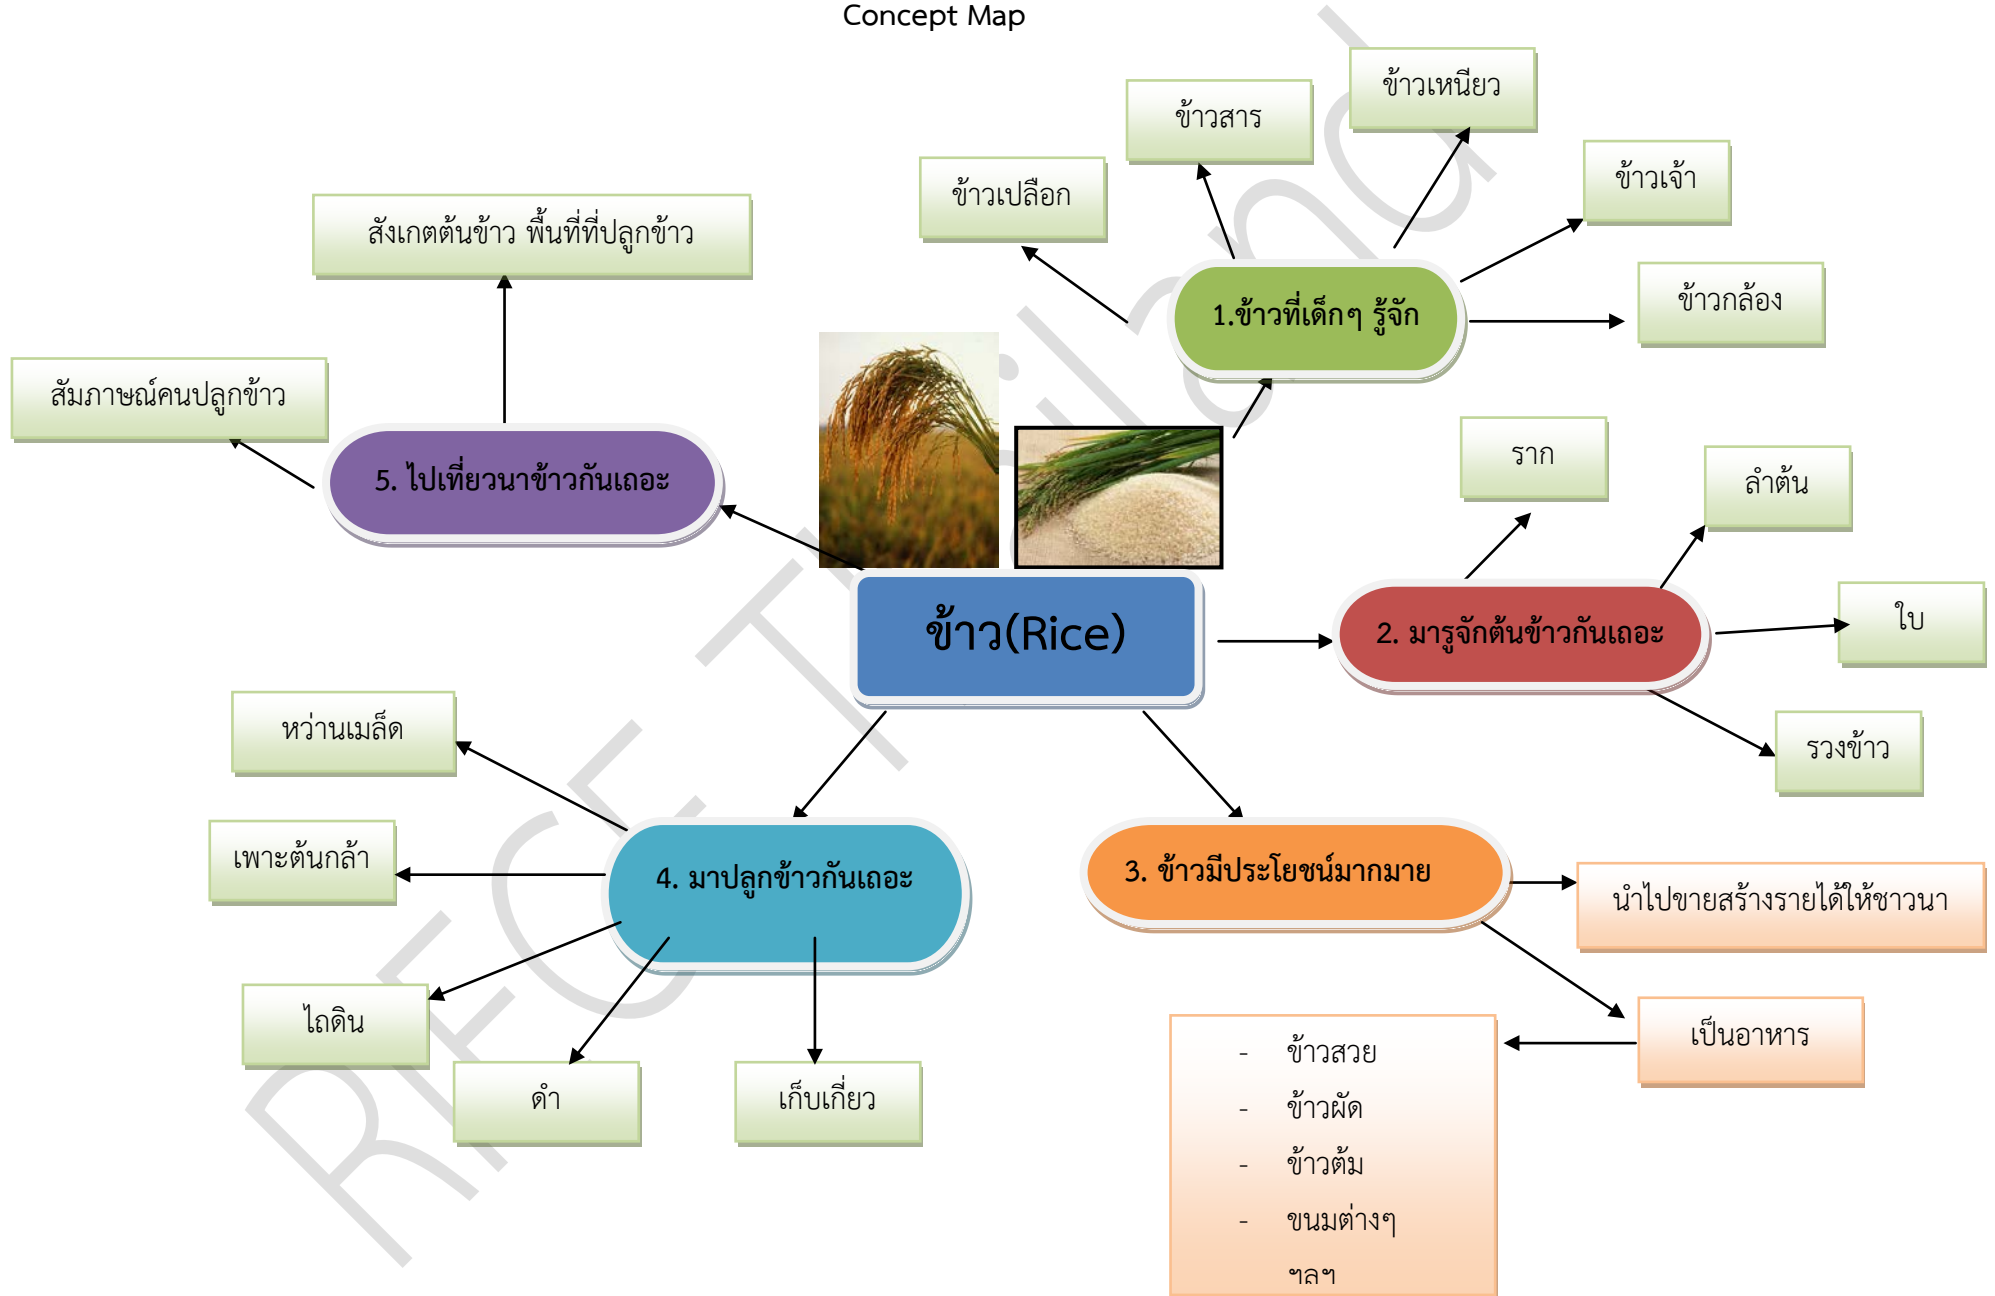 Concept Map
ข้าว(Rice)
1.ข้าวที่เด็กๆ รู้จัก
ข้าวเปลือก
ข้าวสาร
ข้าวเหนียว
ข้าวเจ้า
ข้าวกล้อง
2. มารูจักต้นข้าวกันเถอะ
ราก
ลำต้น
ใบ
รวงข้าว
3. ข้าวมีประโยชน์มากมาย
นำไปขายสร้างรายได้ให้ชาวนา
เป็นอาหาร
- ข้าวสวย
- ข้าวผัด
- ข้าวต้ม
- ขนมต่างๆ
ฯลฯ
4. มาปลูกข้าวกันเถอะ
หว่านเมล็ด
เพาะต้นกล้า
ไถดิน
ดำ
เก็บเกี่ยว
5. ไปเที่ยวนาข้าวกันเถอะ
สังเกตต้นข้าว พื้นที่ที่ปลูกข้าว
สัมภาษณ์คนปลูกข้าว